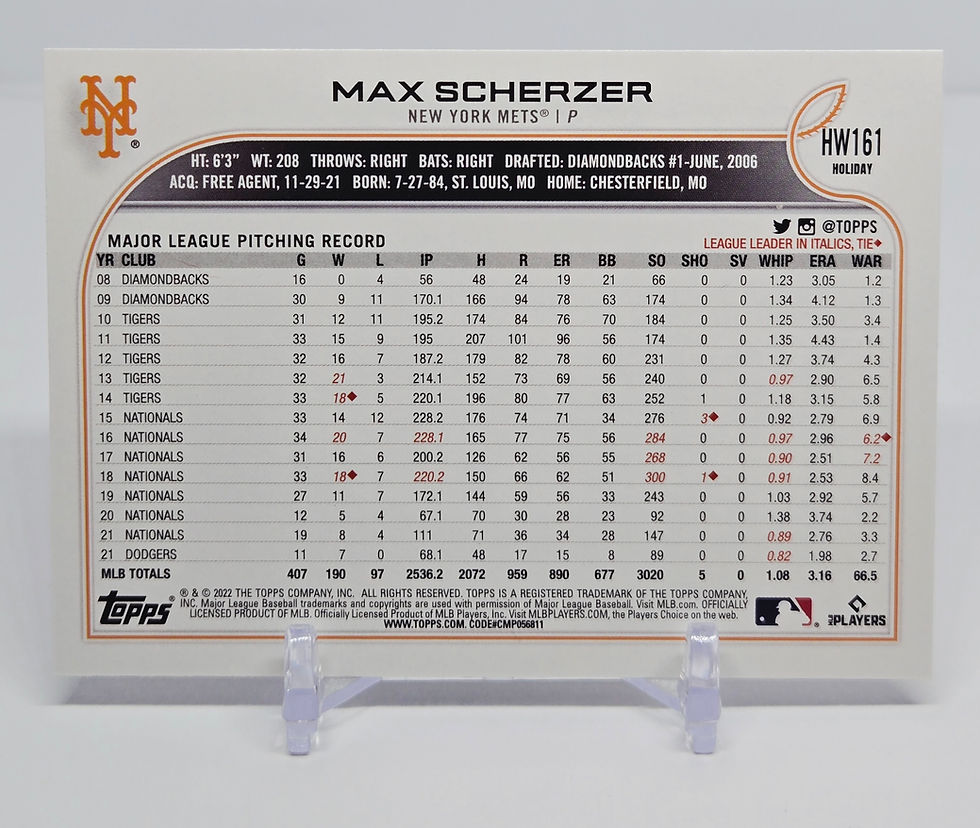 NY®
MAX SCHERZER
NEW YORK METS® | P
HW161
HOLIDAY
HT: 6'3" WT: 208 THROWS: RIGHT BATS: RIGHT DRAFTED: DIAMONDBACKS #1-JUNE, 2006
ACQ: FREE AGENT, 11-29-21 BORN: 7-27-84, ST. LOUIS, MO HOME: CHESTERFIELD, MO
@TOPPS
MAJOR LEAGUE PITCHING RECORD
LEAGUE LEADER IN ITALICS, TIE◆
YR CLUB G W L IP H R ER BB SO SHO SV WHIP ERA WAR
08 DIAMONDBACKS 16 0 4 56 48 24 19 21 66 0 0 1.23 3.05 1.2
09 DIAMONDBACKS 30 9 11 170.1 166 94 78 63 174 0 0 1.34 4.12 1.3
10 TIGERS 31 12 11 195.2 174 84 76 70 184 0 0 1.25 3.50 3.4
11 TIGERS 33 15 9 195 207 101 96 56 174 0 0 1.35 4.43 1.4
12 TIGERS 32 16 7 187.2 179 82 78 60 231 0 0 1.27 3.74 4.3
13 TIGERS 32 21 3 214.1 152 73 69 56 240 0 0 0.97 2.90 6.5
14 TIGERS 33 18◆ 5 220.1 196 80 77 63 252 1 0 1.18 3.15 5.8
15 NATIONALS 33 14 12 228.2 176 74 71 34 276 3◆ 0 0.92 2.79 6.9
16 NATIONALS 34 20 7 228.1 165 77 75 56 284 0 0 0.97 2.96 6.2◆
17 NATIONALS 31 16 6 200.2 126 62 56 55 268 0 0 0.90 2.51 7.2
18 NATIONALS 33 18◆ 7 220.2 150 66 62 51 300 1◆ 0 0.91 2.53 8.4
19 NATIONALS 27 11 7 172.1 144 59 56 33 243 0 0 1.03 2.92 5.7
20 NATIONALS 12 5 4 67.1 70 30 28 23 92 0 0 1.38 3.74 2.2
21 NATIONALS 19 8 4 111 71 36 34 28 147 0 0 0.89 2.76 3.3
21 DODGERS 11 7 0 68.1 48 17 15 8 89 0 0 0.82 1.98 2.7
MLB TOTALS 407 190 97 2536.2 2072 959 890 677 3020 5 0 1.08 3.16 66.5
topps®
® & © 2022 THE TOPPS COMPANY, INC. ALL RIGHTS RESERVED. TOPPS IS A REGISTERED TRADEMARK OF THE TOPPS COMPANY,
INC. Major League Baseball trademarks and copyrights are used with permission of Major League Baseball. Visit MLB.com. OFFICIALLY
LICENSED PRODUCT OF MLB. Officially Licensed Product of MLB Players, Inc. Visit MLBPLAYERS.COM, the Players Choice on the web.
WWW.TOPPS.COM. CODE#CMP056811
MLB PLAYERS